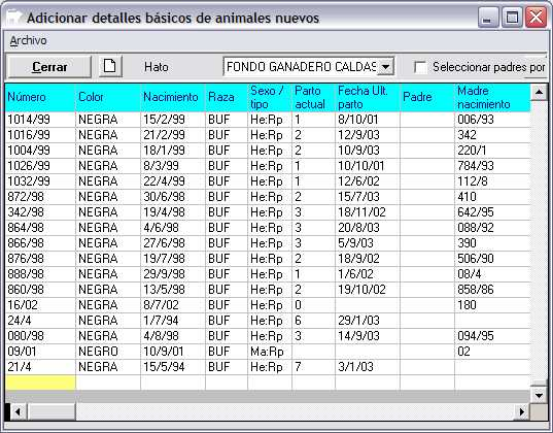 Adicionar detalles básicos de animales nuevos
Archivo
Cerrar Hato FONDO GANADERO CALDAS Seleccionar padres por
Número Color Nacimiento Raza Sexo / tipo Parto actual Fecha Ult. parto Padre Madre nacimiento
1014/99 NEGRA 15/2/99 BUF He:Rp 1 8/10/01 006/93
1016/99 NEGRA 21/2/99 BUF He:Rp 2 12/9/03 342
1004/99 NEGRA 18/1/99 BUF He:Rp 2 10/9/03 220/1
1026/99 NEGRA 8/3/99 BUF He:Rp 1 10/10/01 784/93
1032/99 NEGRA 22/4/99 BUF He:Rp 1 12/6/02 112/8
872/98 NEGRA 30/6/98 BUF He:Rp 2 15/7/03 410
342/98 NEGRA 19/4/98 BUF He:Rp 3 18/11/02 642/95
864/98 NEGRA 4/6/98 BUF He:Rp 3 20/8/03 088/92
866/98 NEGRA 27/6/98 BUF He:Rp 3 5/9/03 390
876/98 NEGRA 19/7/98 BUF He:Rp 2 18/9/02 506/90
888/98 NEGRA 29/9/98 BUF He:Rp 1 1/6/02 08/4
860/98 NEGRA 13/5/98 BUF He:Rp 2 19/10/02 858/86
16/02 NEGRA 8/7/02 BUF He:Rp 0 180
24/4 NEGRA 1/7/94 BUF He:Rp 6 29/1/03
080/98 NEGRA 4/8/98 BUF He:Rp 3 14/9/03 094/95
09/01 NEGRO 10/9/01 BUF Ma:Rp 02
21/4 NEGRA 15/5/94 BUF He:Rp 7 3/1/03